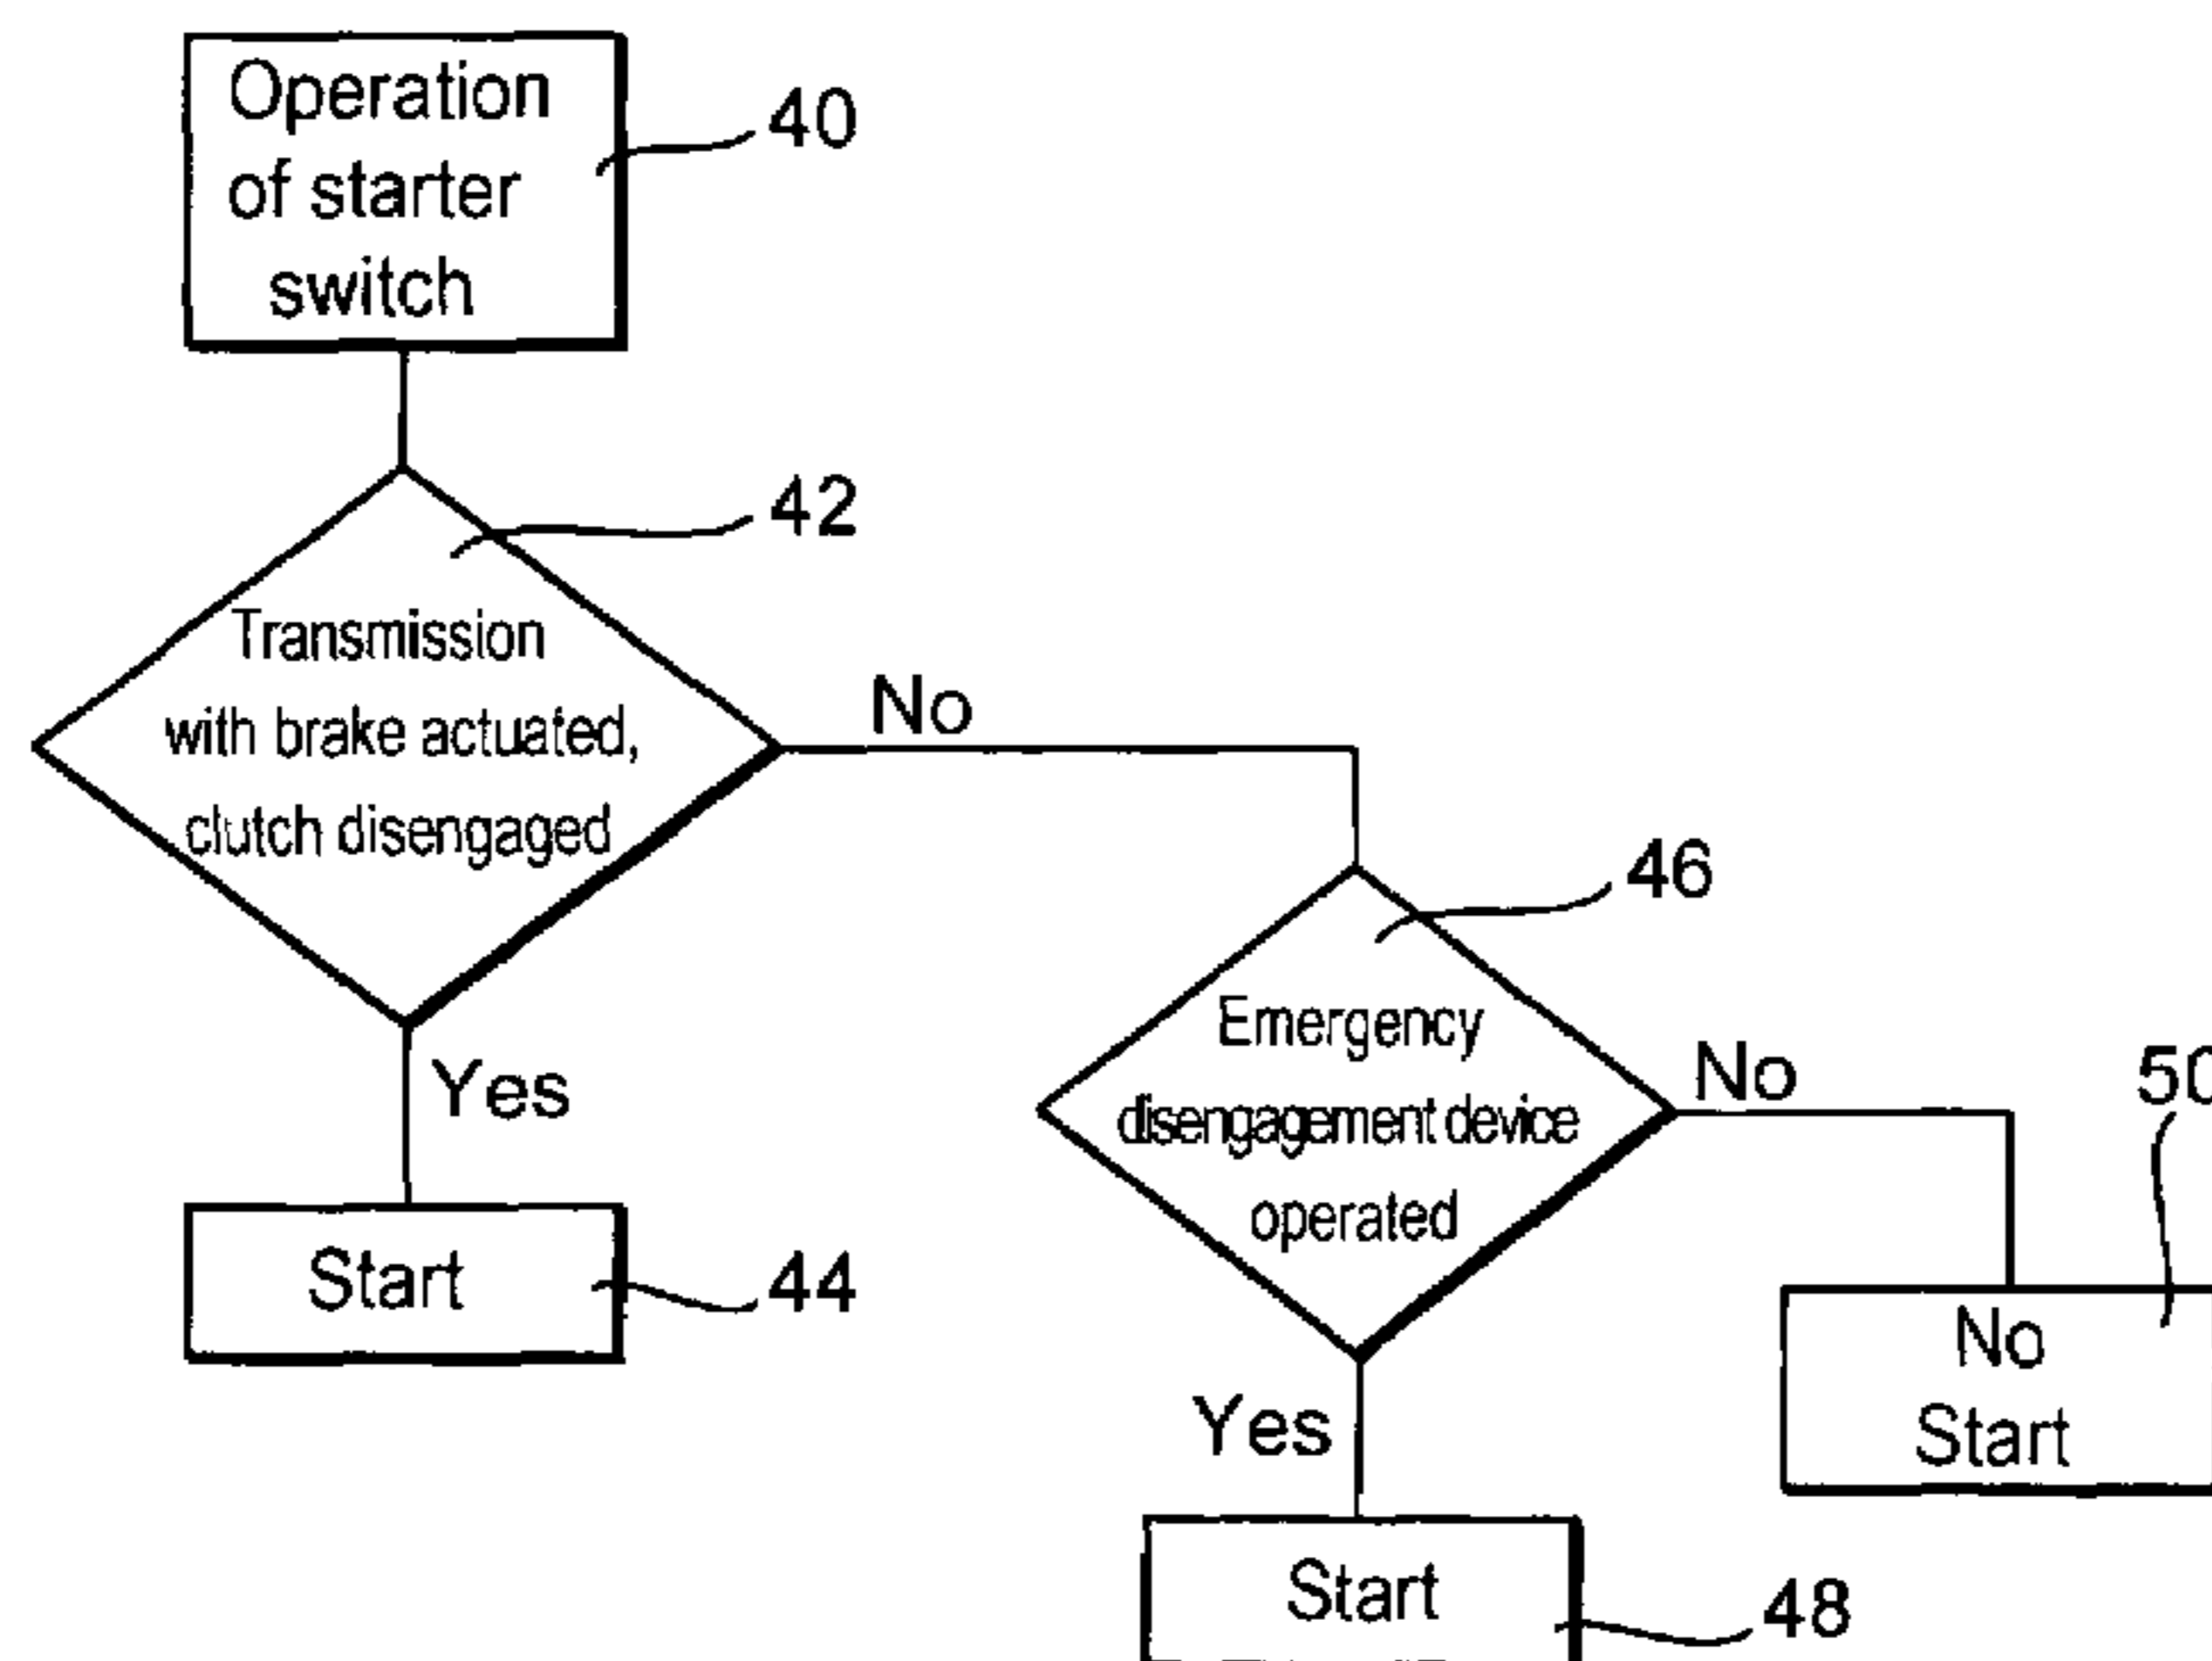 Operation
of starter
switch
40
42
Transmission
with brake actuated,
clutch disengaged
No
Yes
Start
44
46
Emergency
disengagement device
operated
No
50
No
Start
Yes
Start
48